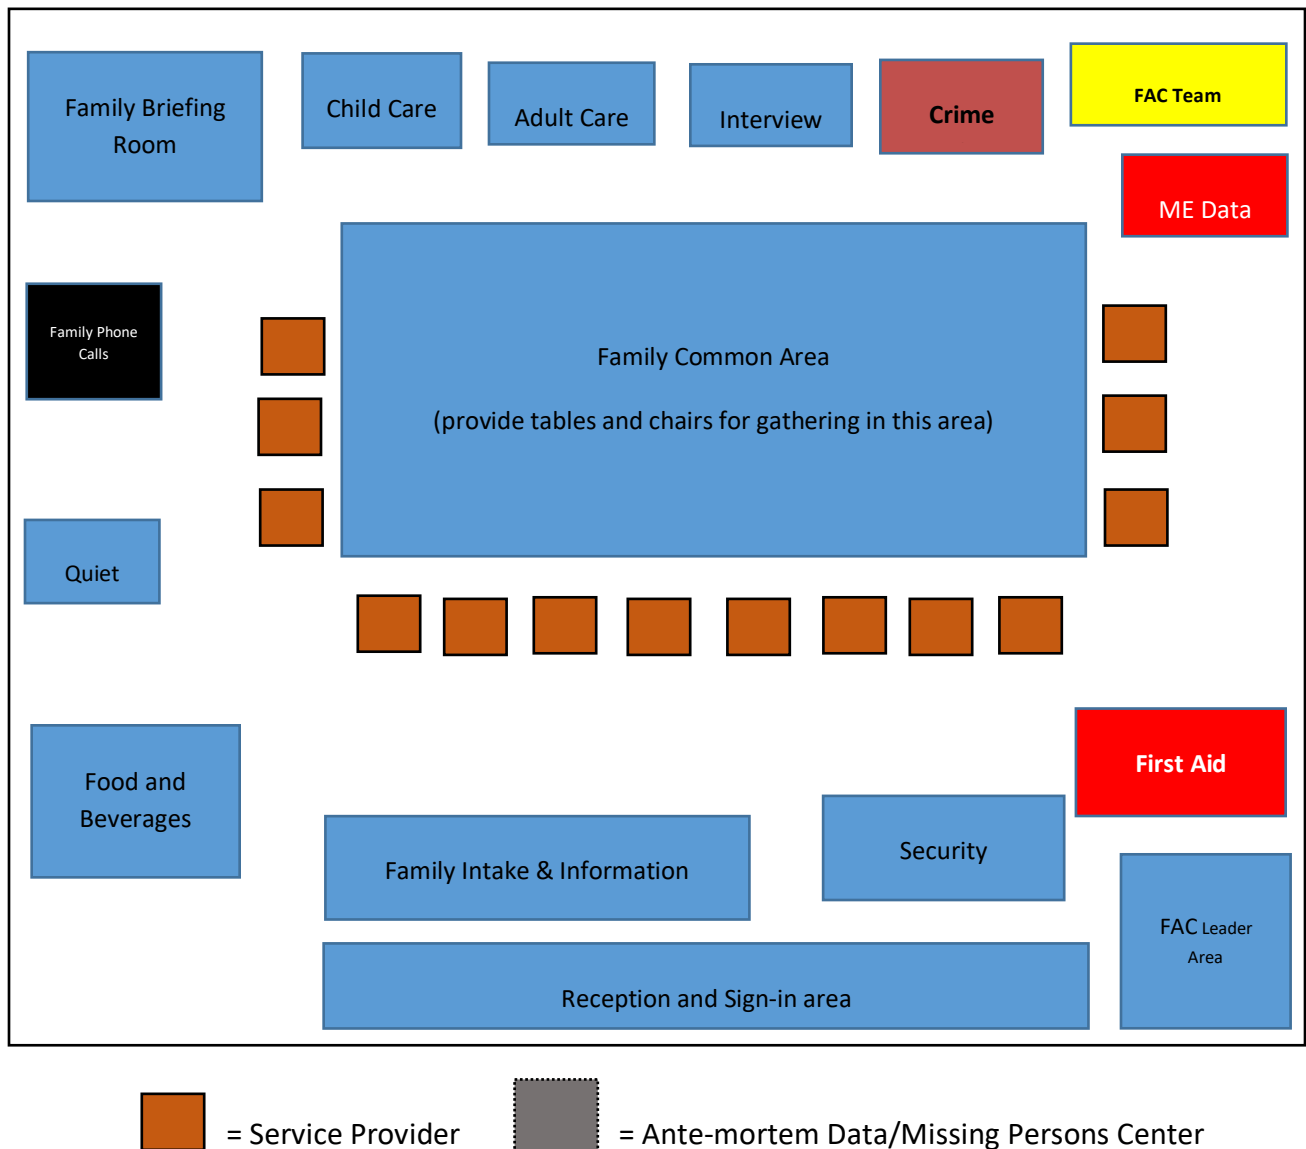 Family Briefing
Room
Child Care
Adult Care
Interview
Crime
FAC Team
ME Data
Family Phone
Calls
Family Common Area
(provide tables and chairs for gathering in this area)
Quiet
Food and
Beverages
First Aid
Security
Family Intake & Information
FAC Leader
Area
Reception and Sign-in area
= Service Provider
= Ante-mortem Data/Missing Persons Center